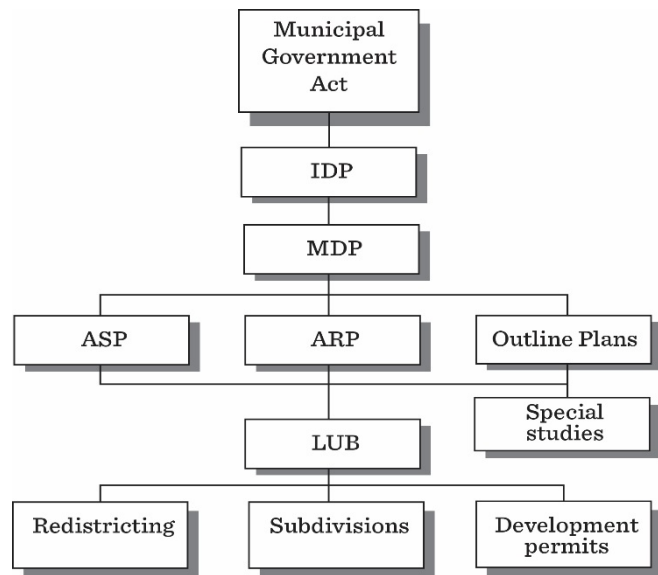 Municipal
Government
Act
IDP
MDP
ASP
ARP
Outline Plans
Special
studies
LUB
Redistricting
Subdivisions
Development
permits